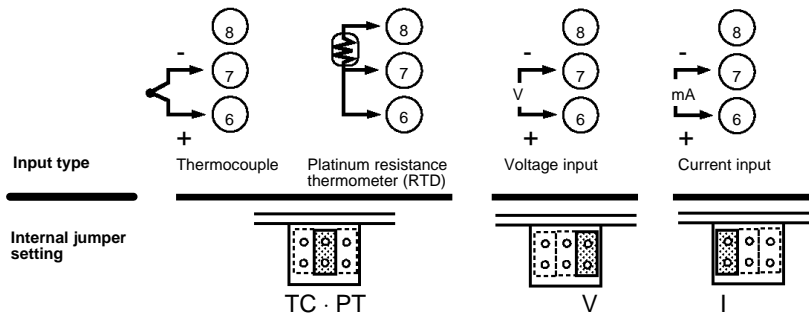 8 8 8 8
- - -
7 7 7 7
V mA
6 6 6 6
+ + +
Input type Thermocouple Platinum resistance thermometer (RTD) Voltage input Current input
Internal jumper setting
TC · PT V I